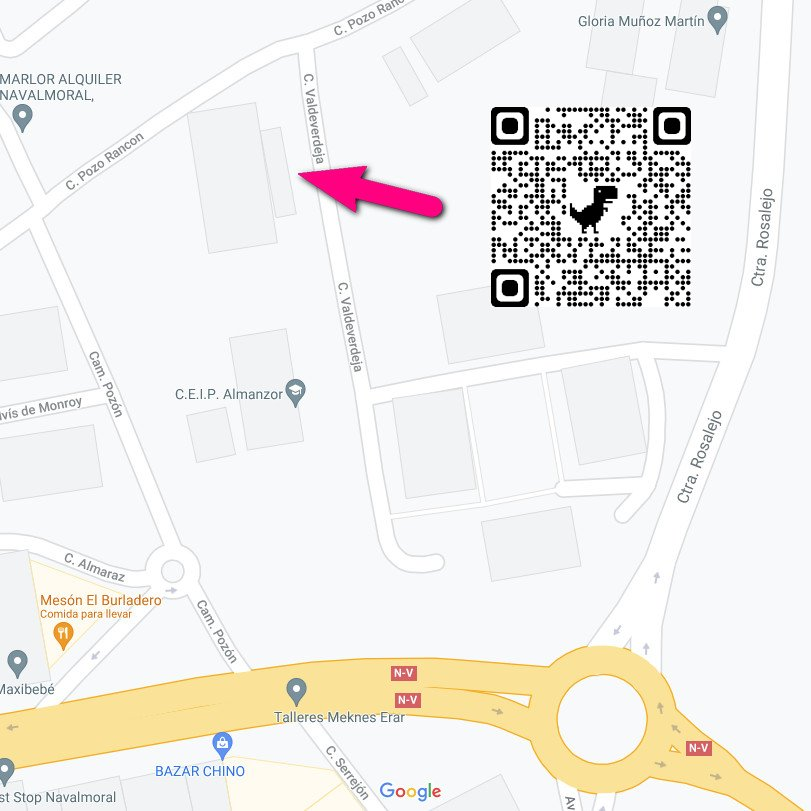 C. Pozo Rancon
Gloria Muñoz Martín
MARLOR ALQUILER
NAVALMORAL,
C. Valdeverdeja
C. Pozo Rancon
Ctra. Rosalejo
C. Valdeverdeja
Cam. Pozón
C.E.I.P. Almanzor
de Monroy
Ctra. Rosalejo
C. Almaraz
Mesón El Burladero
Comida para llevar
Cam. Pozón
N-V
Maxibebé
N-V
Talleres Meknes Erar
N-V
BAZAR CHINO
C. Serrejón
Google
Stop Navalmoral